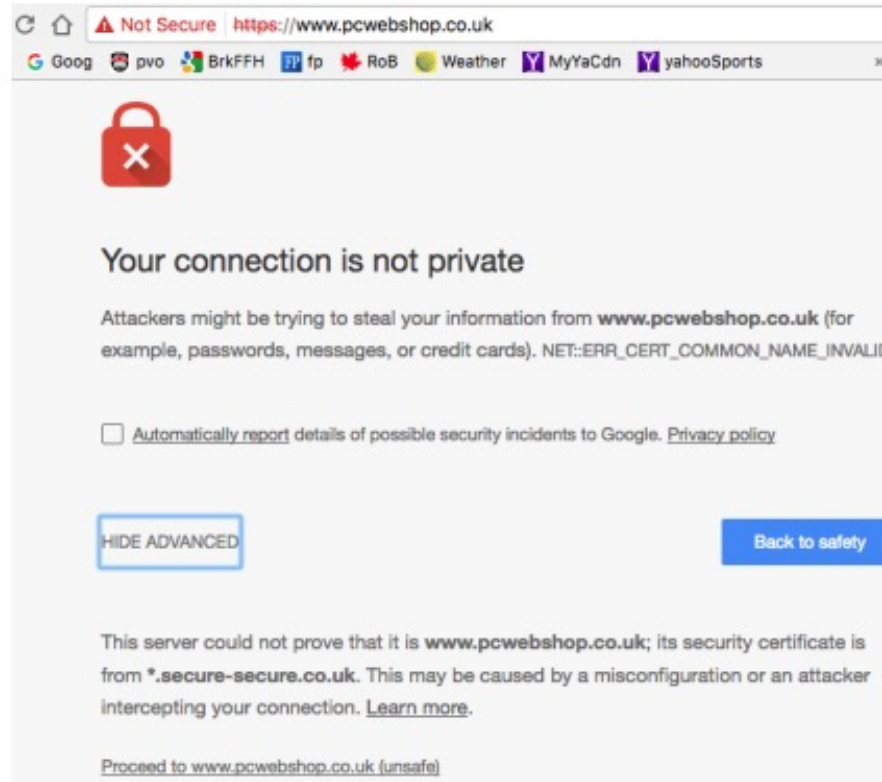 Not Secure https://www.pcwebshop.co.uk
Goog pvo BrkFFH fp RoB Weather MyYaCdn yahooSports »
Your connection is not private
Attackers might be trying to steal your information from www.pcwebshop.co.uk (for
example, passwords, messages, or credit cards). NET::ERR_CERT_COMMON_NAME_INVALID
Automatically report details of possible security incidents to Google. Privacy policy
HIDE ADVANCED Back to safety
This server could not prove that it is www.pcwebshop.co.uk; its security certificate is
from *.secure-secure.co.uk. This may be caused by a misconfiguration or an attacker
intercepting your connection. Learn more.
Proceed to www.pcwebshop.co.uk (unsafe)